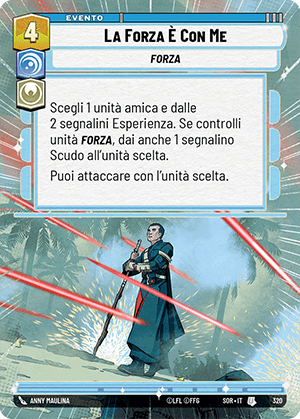 4
EVENTO
LA FORZA È CON ME
FORZA
Scegli 1 unità amica e dalle
2 segnalini Esperienza. Se controlli
unità FORZA, dai anche 1 segnalino
Scudo all'unità scelta.
Puoi attaccare con l'unità scelta.
ANNY MAULINA
©LFL ©FFG
SOR•IT
320